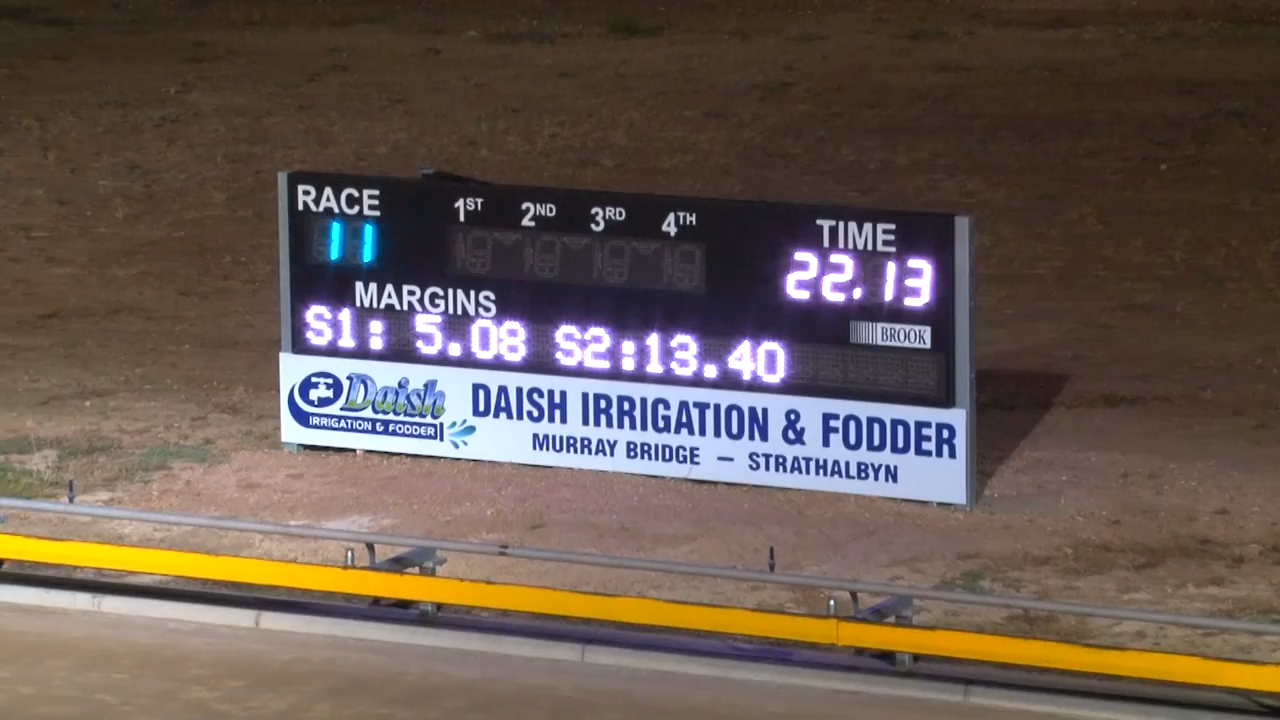 RACE 1ST 2ND 3RD 4TH TIME
11 22.13
MARGINS
BROOK
S1: 5.08 S2:13.40
Daish
IRRIGATION & FODDER
DAISH IRRIGATION & FODDER
MURRAY BRIDGE – STRATHALBYN